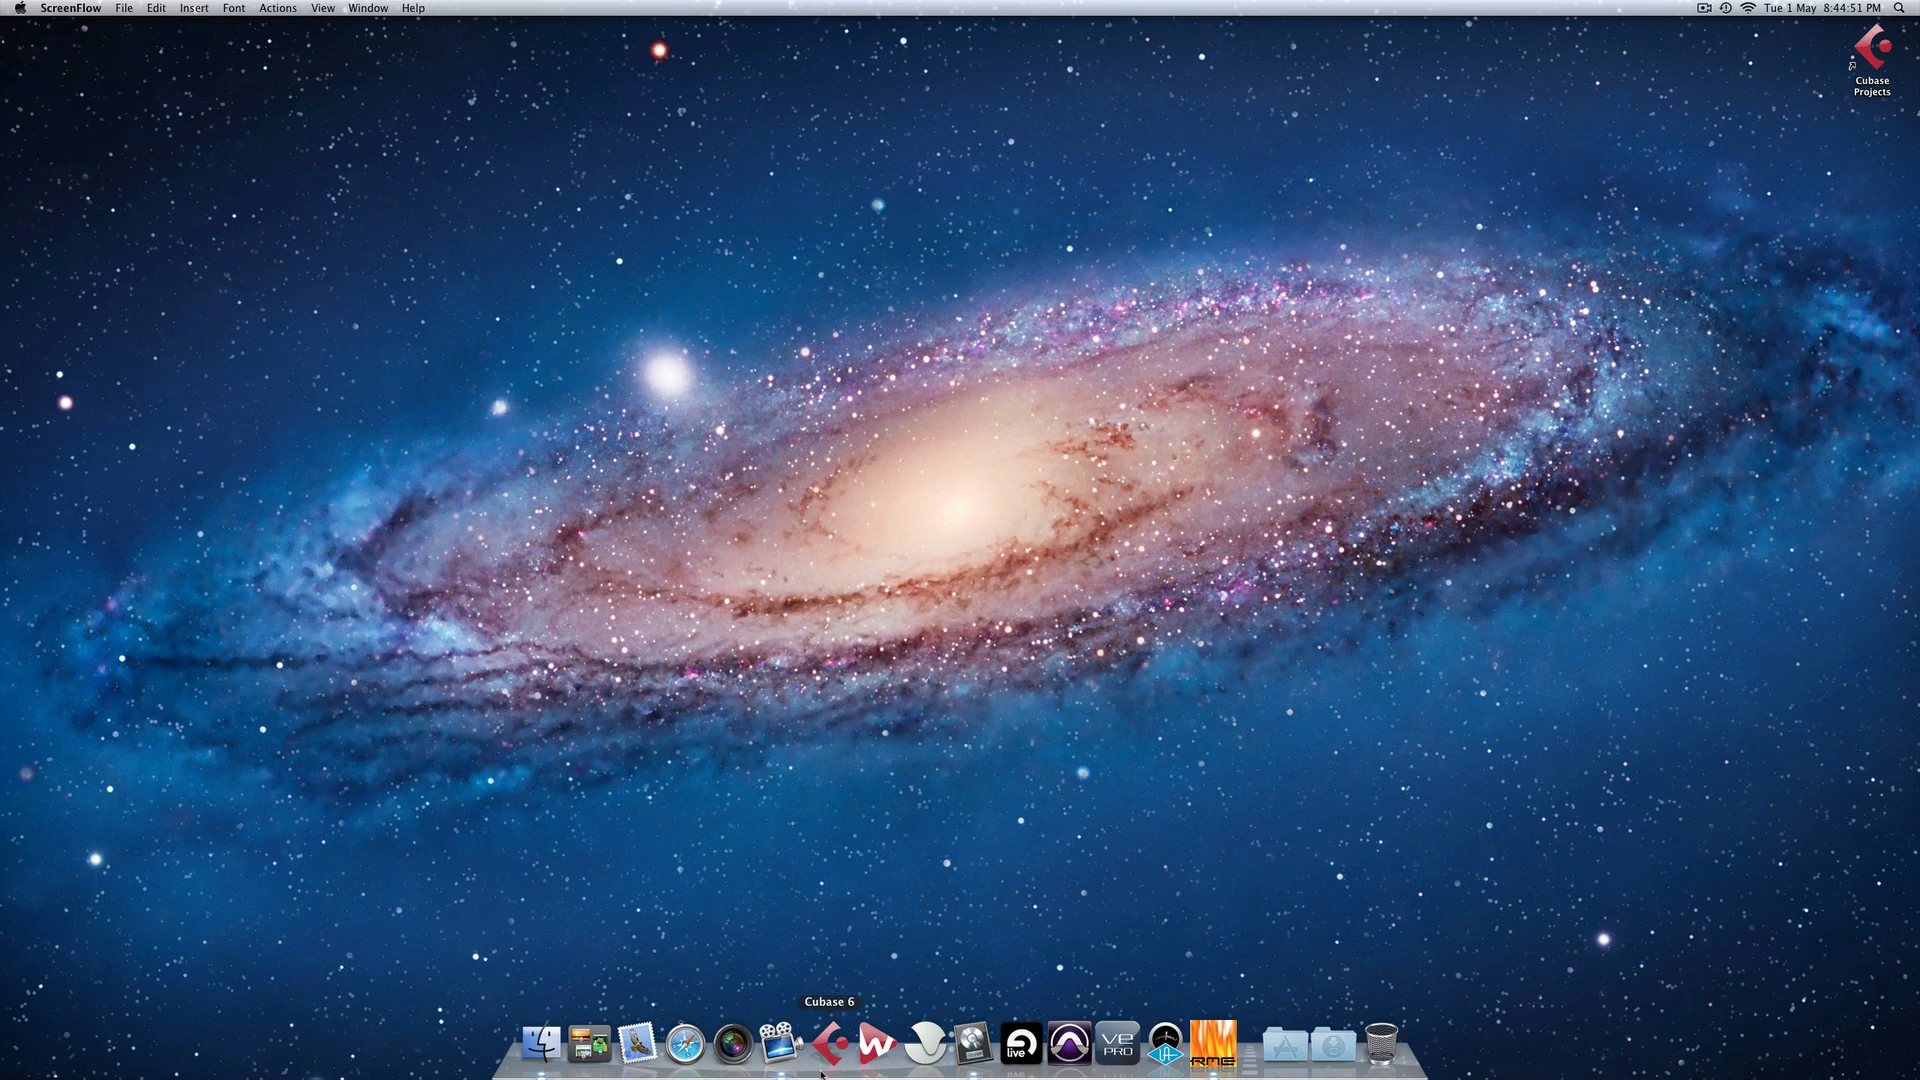 ScreenFlow File Edit Insert Font Actions View Window Help Tue 1 May 8:44:51 PM
Cubase
Projects
Cubase 6
live
VE
PRO
RME